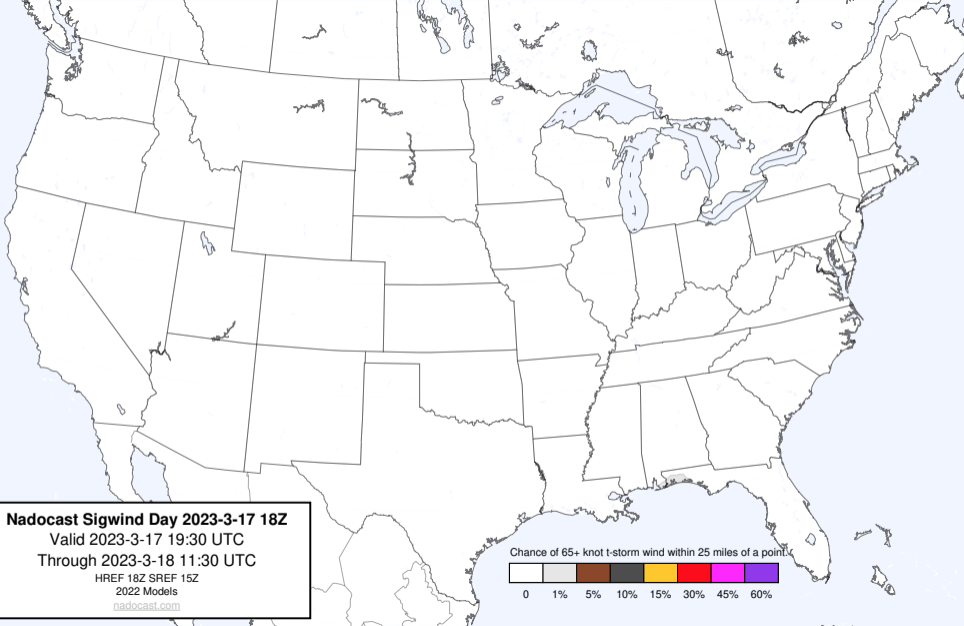 Nadocast Sigwind Day 2023-3-17 18Z
Valid 2023-3-17 19:30 UTC
Through 2023-3-18 11:30 UTC
HREF 18Z SREF 15Z
2022 Models
nadocast.com
Chance of 65+ knot t-storm wind within 25 miles of a point.
0 1% 5% 10% 15% 30% 45% 60%